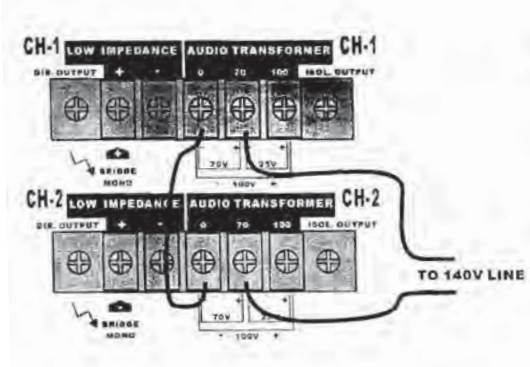 CH-1 LOW IMPEDANCE AUDIO TRANSFORMER CH-1
DIR. OUTPUT + - 0 70 100 ISOL. OUTPUT
+ +
70V 25V
- 100V +
BRIDGE
MONO
CH-2 LOW IMPEDANCE AUDIO TRANSFORMER CH-2
DIR. OUTPUT + - 0 70 100 ISOL. OUTPUT
TO 140V LINE
+ +
70V 25V
- 100V +
BRIDGE
MONO